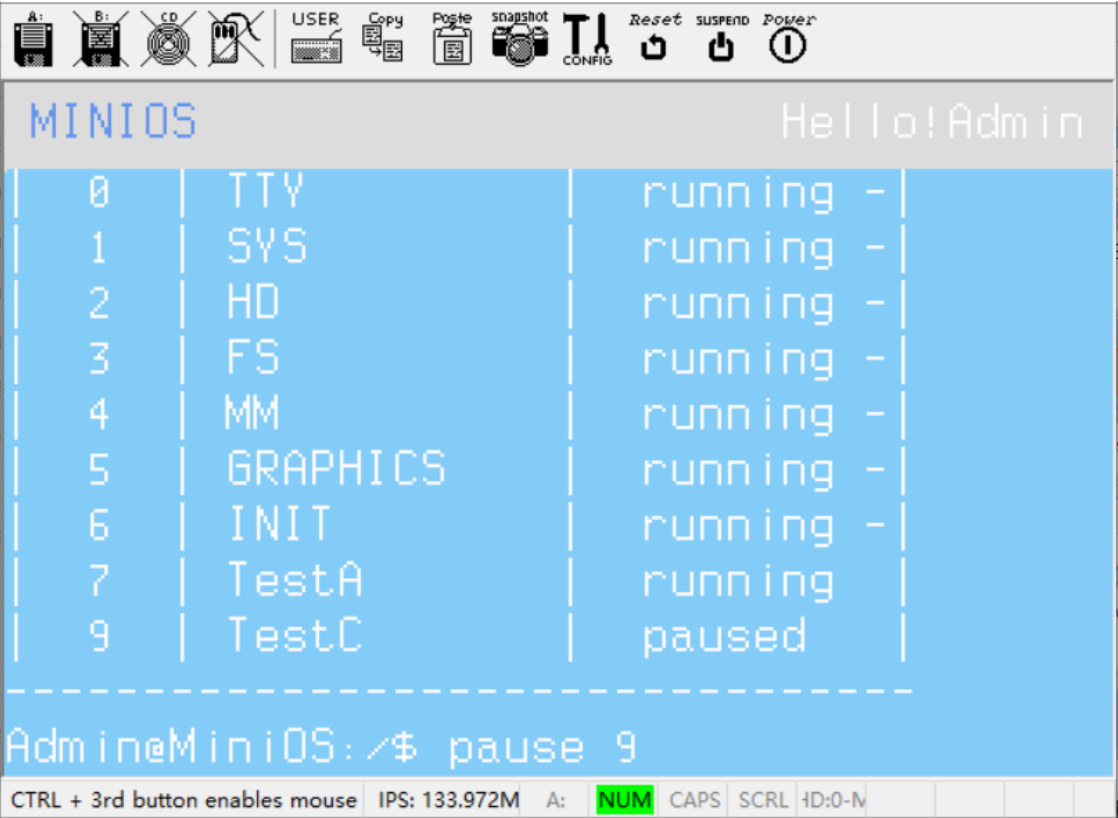 A: B: CD USER Copy Paste snapshot CONFIG Reset SUSPEND Power
MINIOS Hello!Admin
| 0 | TTY | running -|
| 1 | SYS | running -|
| 2 | HD | running -|
| 3 | FS | running -|
| 4 | MM | running -|
| 5 | GRAPHICS | running -|
| 6 | INIT | running -|
| 7 | TestA | running |
| 9 | TestC | paused |
----------------------------
Admin@MiniOS:/$ pause 9
CTRL + 3rd button enables mouse IPS: 133.972M A: NUM CAPS SCRL HD:0-M